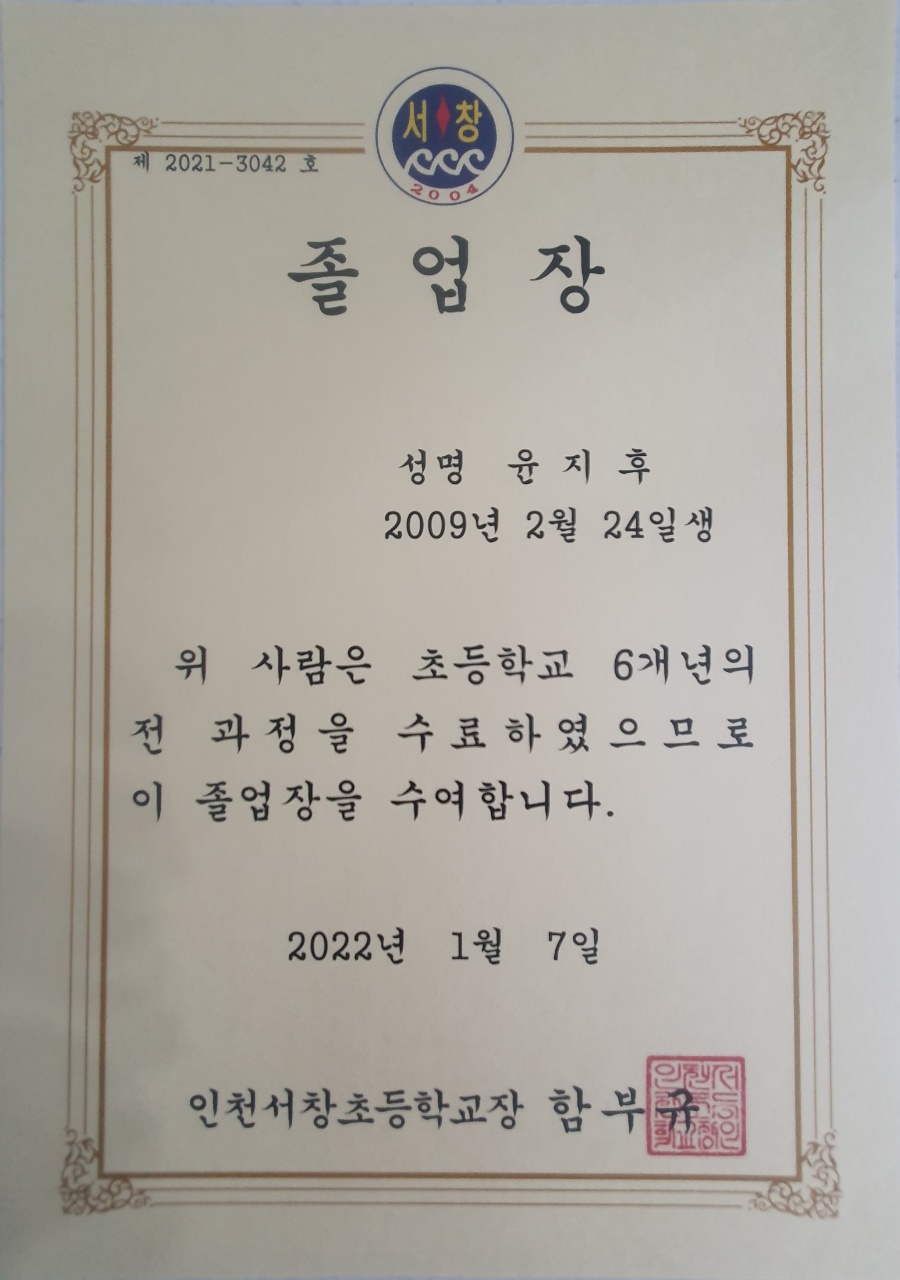 서 창
2004
제 2021-3042 호
졸 업 장
성명 윤 지 후
2009년 2월 24일생
위 사람은 초등학교 6개년의
전 과정을 수료하였으므로
이 졸업장을 수여합니다.
2022년 1월 7일
인천서창초등학교장 함부규